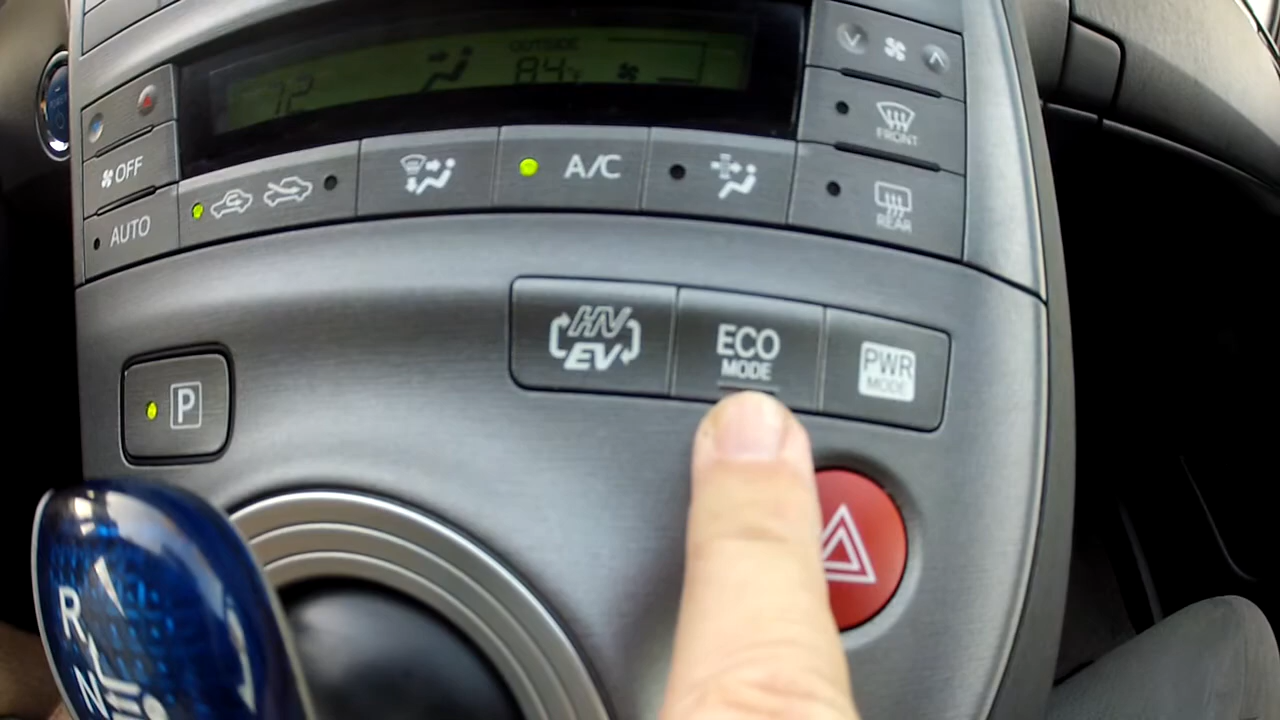 OUTSIDE
72
84°F
FRONT
OFF
A/C
REAR
AUTO
HV
EV
ECO
MODE
PWR
MODE
P
R
N